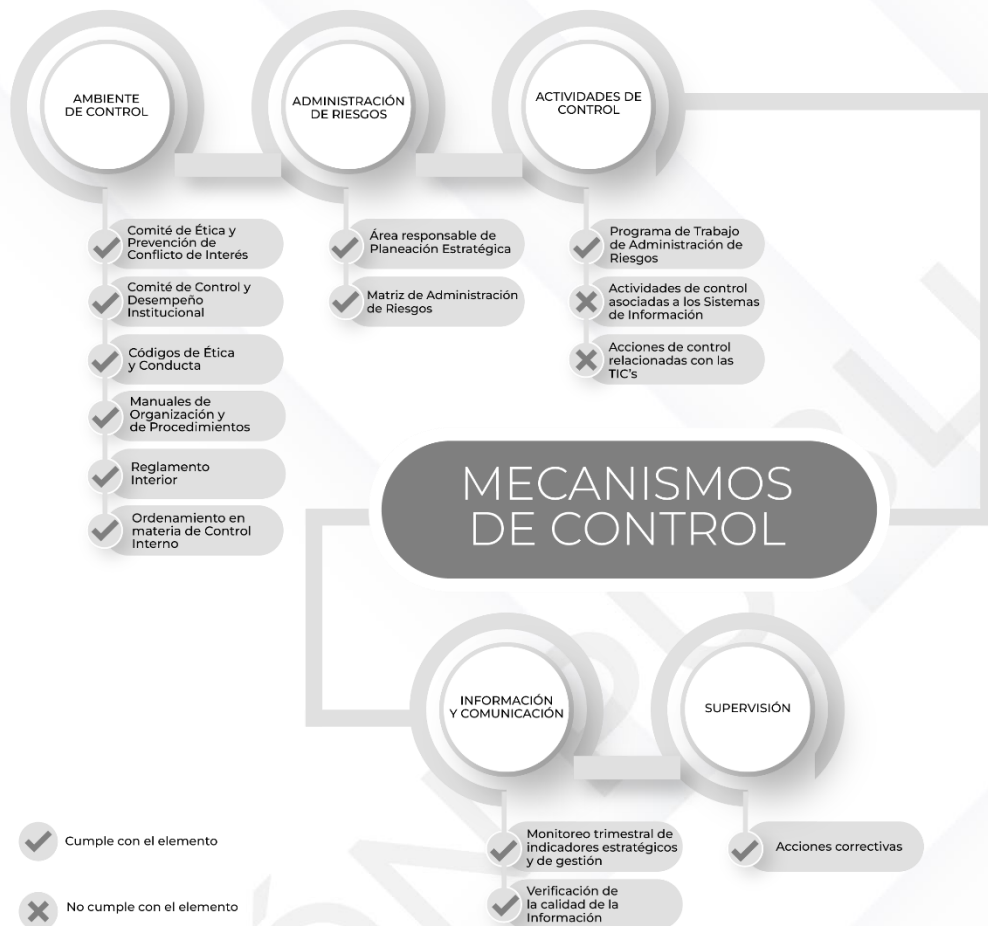 AMBIENTE
DE CONTROL
ADMINISTRACIÓN
DE RIESGOS
ACTIVIDADES DE
CONTROL
Comité de Ética y
Prevención de
Conflicto de Interés
Comité de Control y
Desempeño
Institucional
Códigos de Ética
y Conducta
Manuales de
Organización y
de Procedimientos
Reglamento
Interior
Ordenamiento en
materia de Control
Interno
Área responsable de
Planeación Estratégica
Matriz de Administración
de Riesgos
Programa de Trabajo
de Administración de
Riesgos
Actividades de control
asociadas a los Sistemas
de Información
Acciones de control
relacionadas con las
TIC's
MECANISMOS
DE CONTROL
INFORMACIÓN
Y COMUNICACIÓN
SUPERVISIÓN
Monitoreo trimestral de
indicadores estratégicos
y de gestión
Verificación de
la calidad de la
Información
Acciones correctivas
Cumple con el elemento
No cumple con el elemento